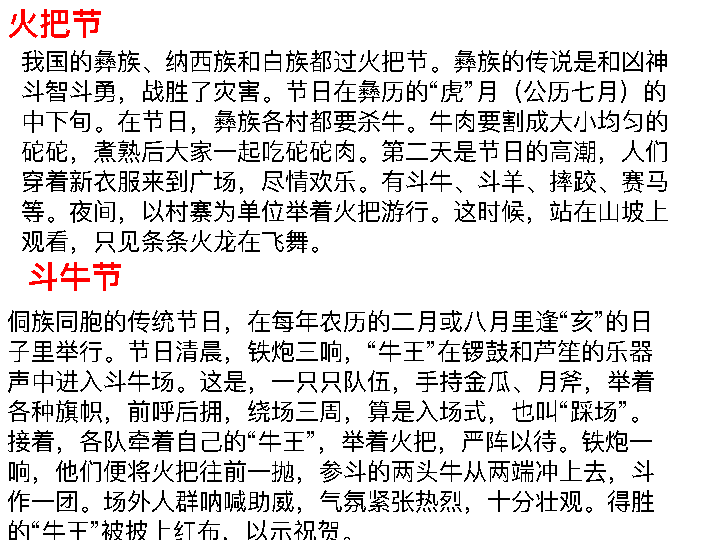 火把节
我国的彝族、纳西族和白族都过火把节。彝族的传说是和凶神
斗智斗勇，战胜了灾害。节日在彝历的“虎”月（公历七月）的
中下旬。在节日，彝族各村都要杀牛。牛肉要割成大小均匀的
砣砣，煮熟后大家一起吃砣砣肉。第二天是节日的高潮，人们
穿着新衣服来到广场，尽情欢乐。有斗牛、斗羊、摔跤、赛马
等。夜间，以村寨为单位举着火把游行。这时候，站在山坡上
观看，只见条条火龙在飞舞。
斗牛节
侗族同胞的传统节日，在每年农历的二月或八月里逢“亥”的日
子里举行。节日清晨，铁炮三响，“牛王”在锣鼓和芦笙的乐器
声中进入斗牛场。这是，一只只队伍，手持金瓜、月斧，举着
各种旗帜，前呼后拥，绕场三周，算是入场式，也叫“踩场”。
接着，各队牵着自己的“牛王”，举着火把，严阵以待。铁炮一
响，他们便将火把往前一抛，参斗的两头牛从两端冲上去，斗
作一团。场外人群呐喊助威，气氛紧张热烈，十分壮观。得胜
的“牛王”被披上红布，以示祝贺。